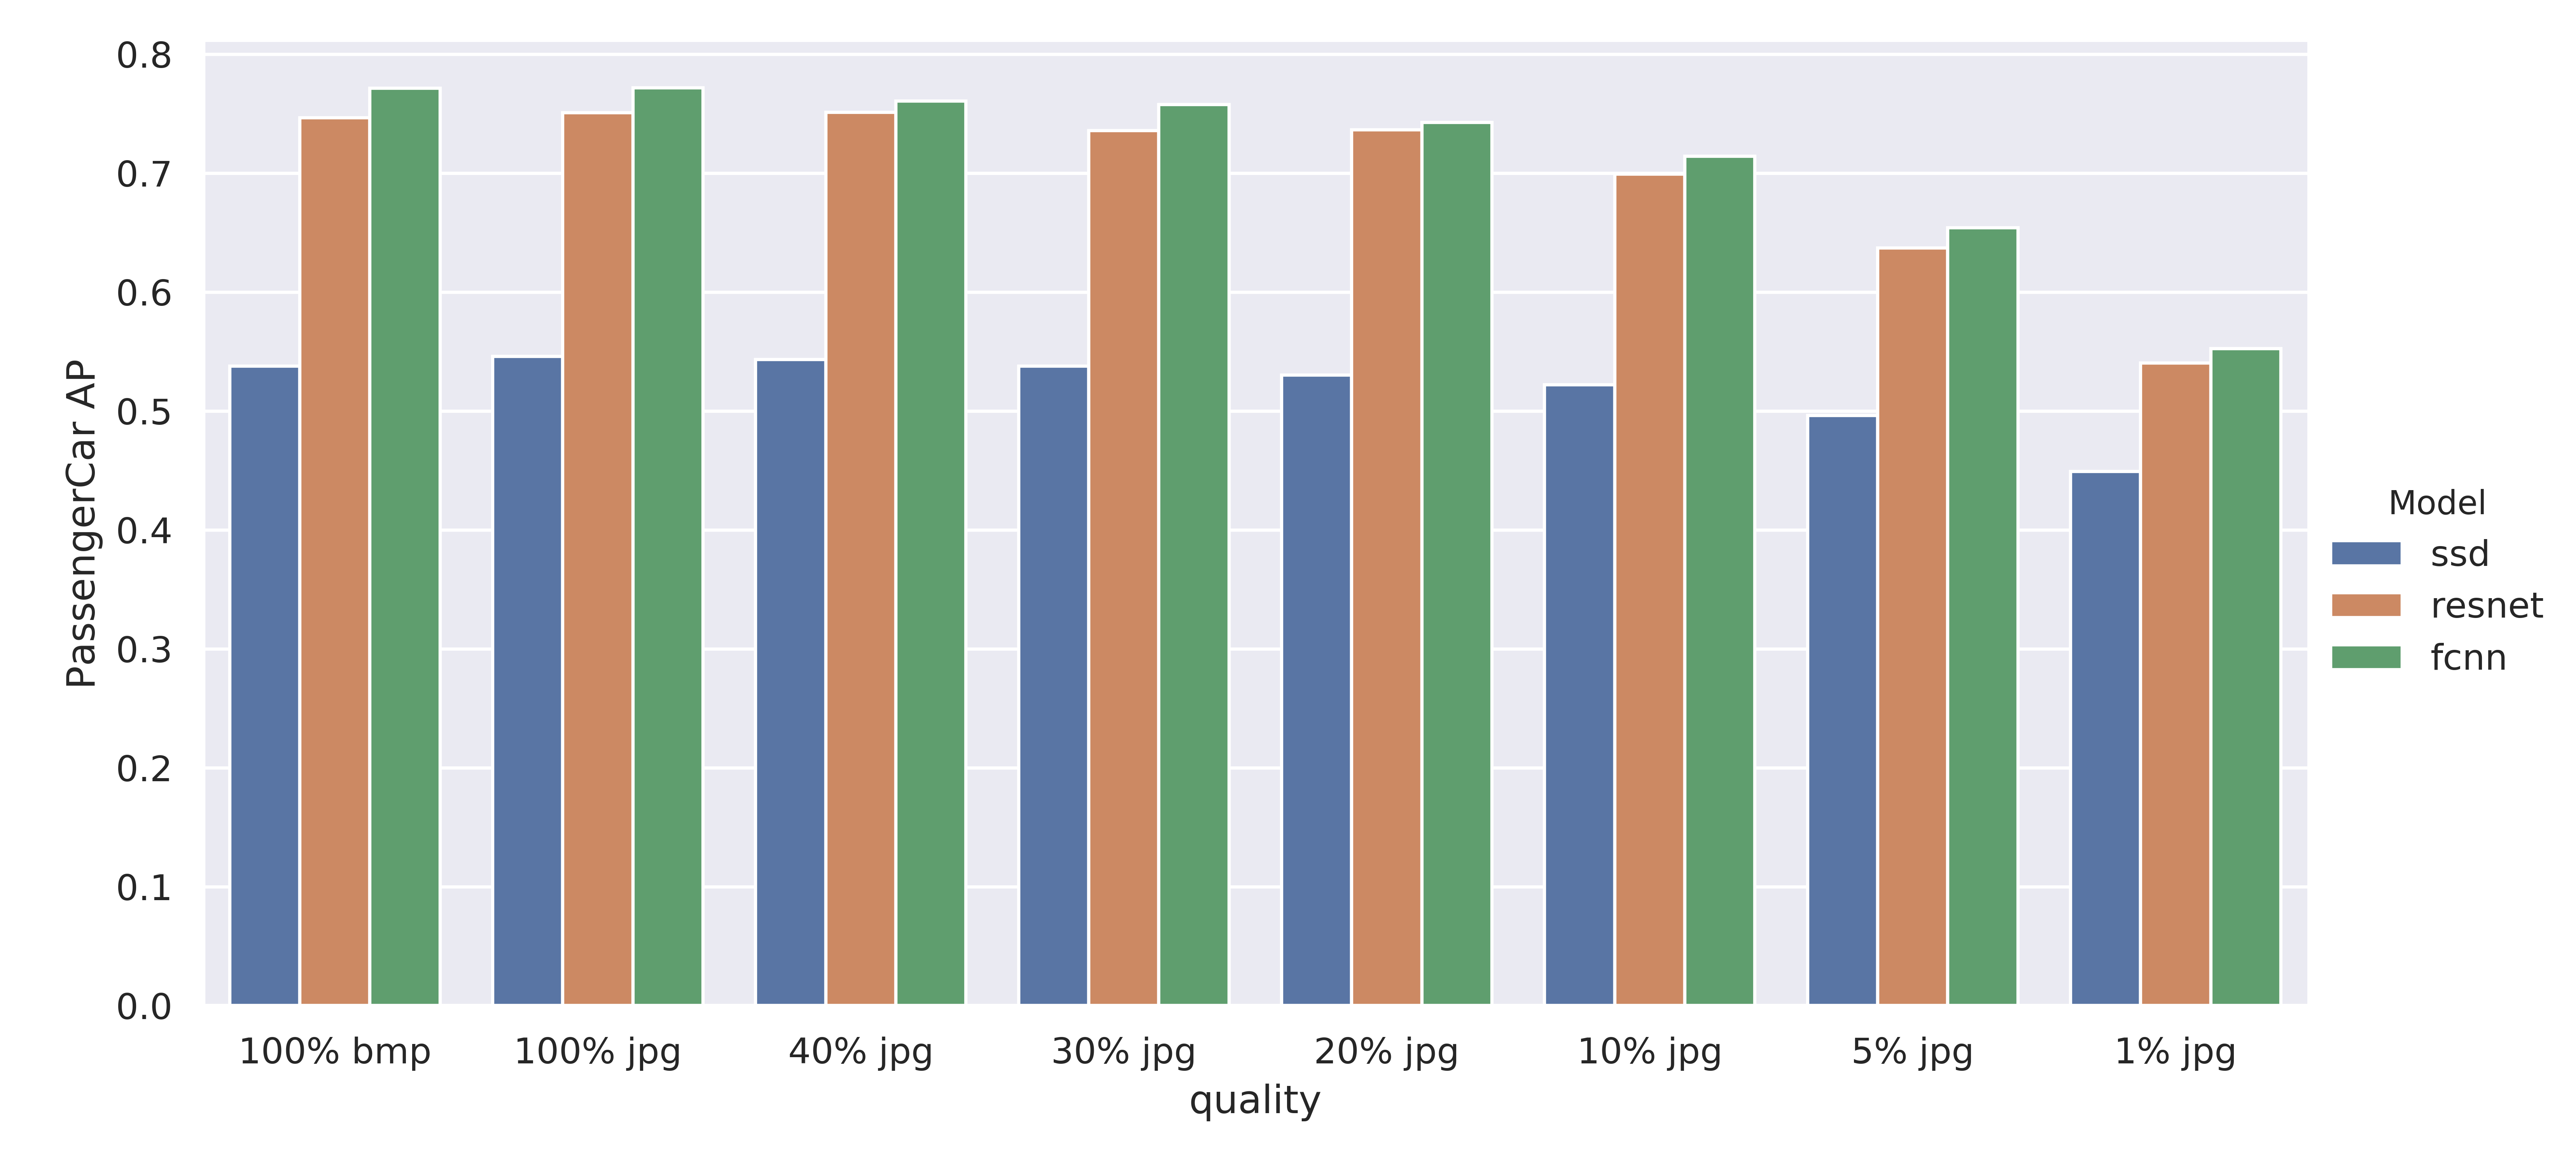 0.8
0.7
0.6
0.5
0.4
0.3
0.2
0.1
0.0
PassengerCar AP
100% bmp
100% jpg
40% jpg
30% jpg
20% jpg
10% jpg
5% jpg
1% jpg
quality
Model
ssd
resnet
fcnn